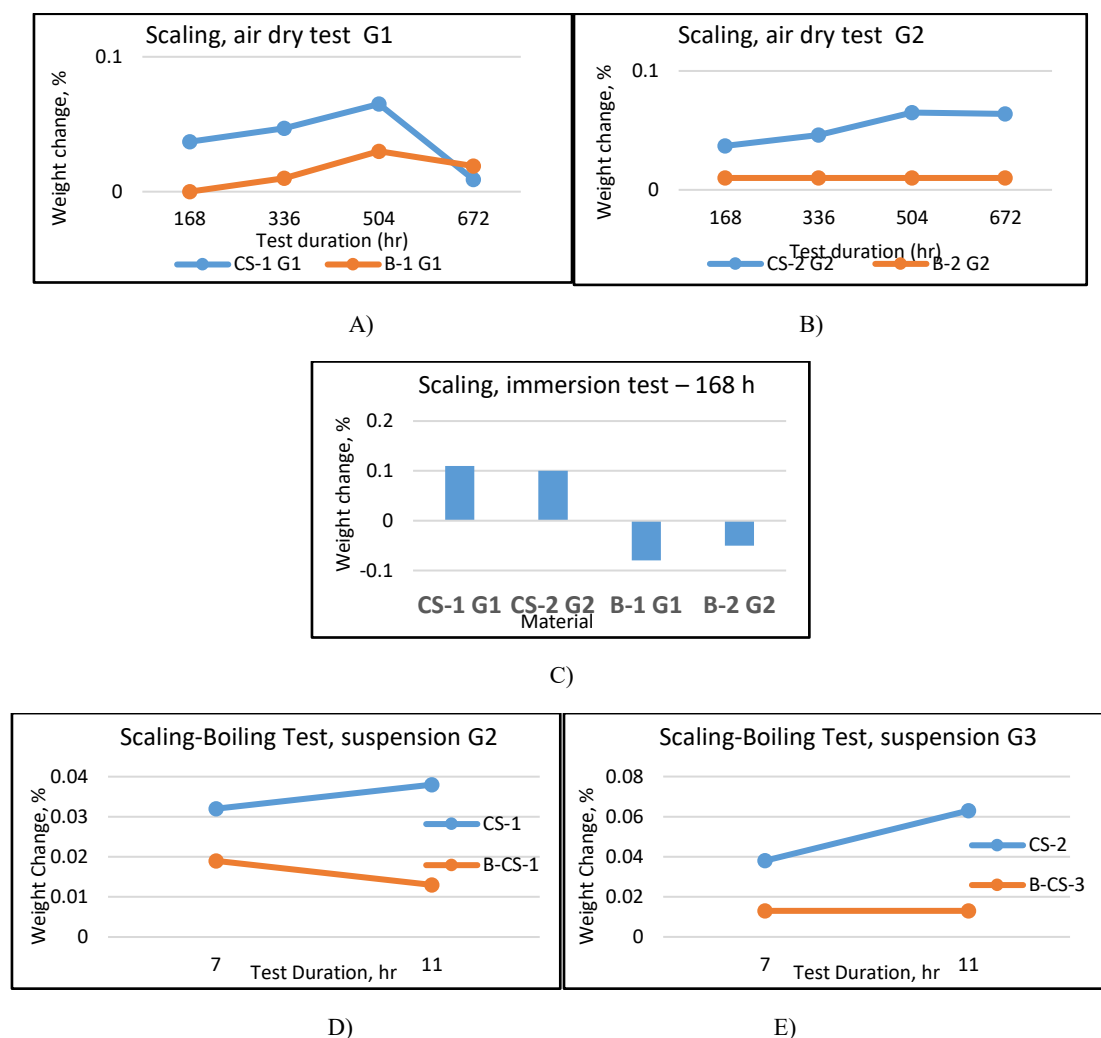 Scaling, air dry test G1
0.1
0
Weight change, %
168 336 504 672
Test duration (hr)
CS-1 G1 B-1 G1
A)
Scaling, air dry test G2
0.1
0
Weight change, %
168 336 504 672
Test duration (hr)
CS-2 G2 B-2 G2
B)
Scaling, immersion test – 168 h
0.2
0.1
0
-0.1
Weight change, %
CS-1 G1 CS-2 G2 B-1 G1 B-2 G2
Material
C)
Scaling-Boiling Test, suspension G2
0.04
0.03
0.02
0.01
0
Weight Change, %
CS-1
B-CS-1
7 11
Test Duration, hr
D)
Scaling-Boiling Test, suspension G3
0.08
0.06
0.04
0.02
0
Weight Change, %
CS-2
B-CS-3
7 11
Test Duration, hr
E)